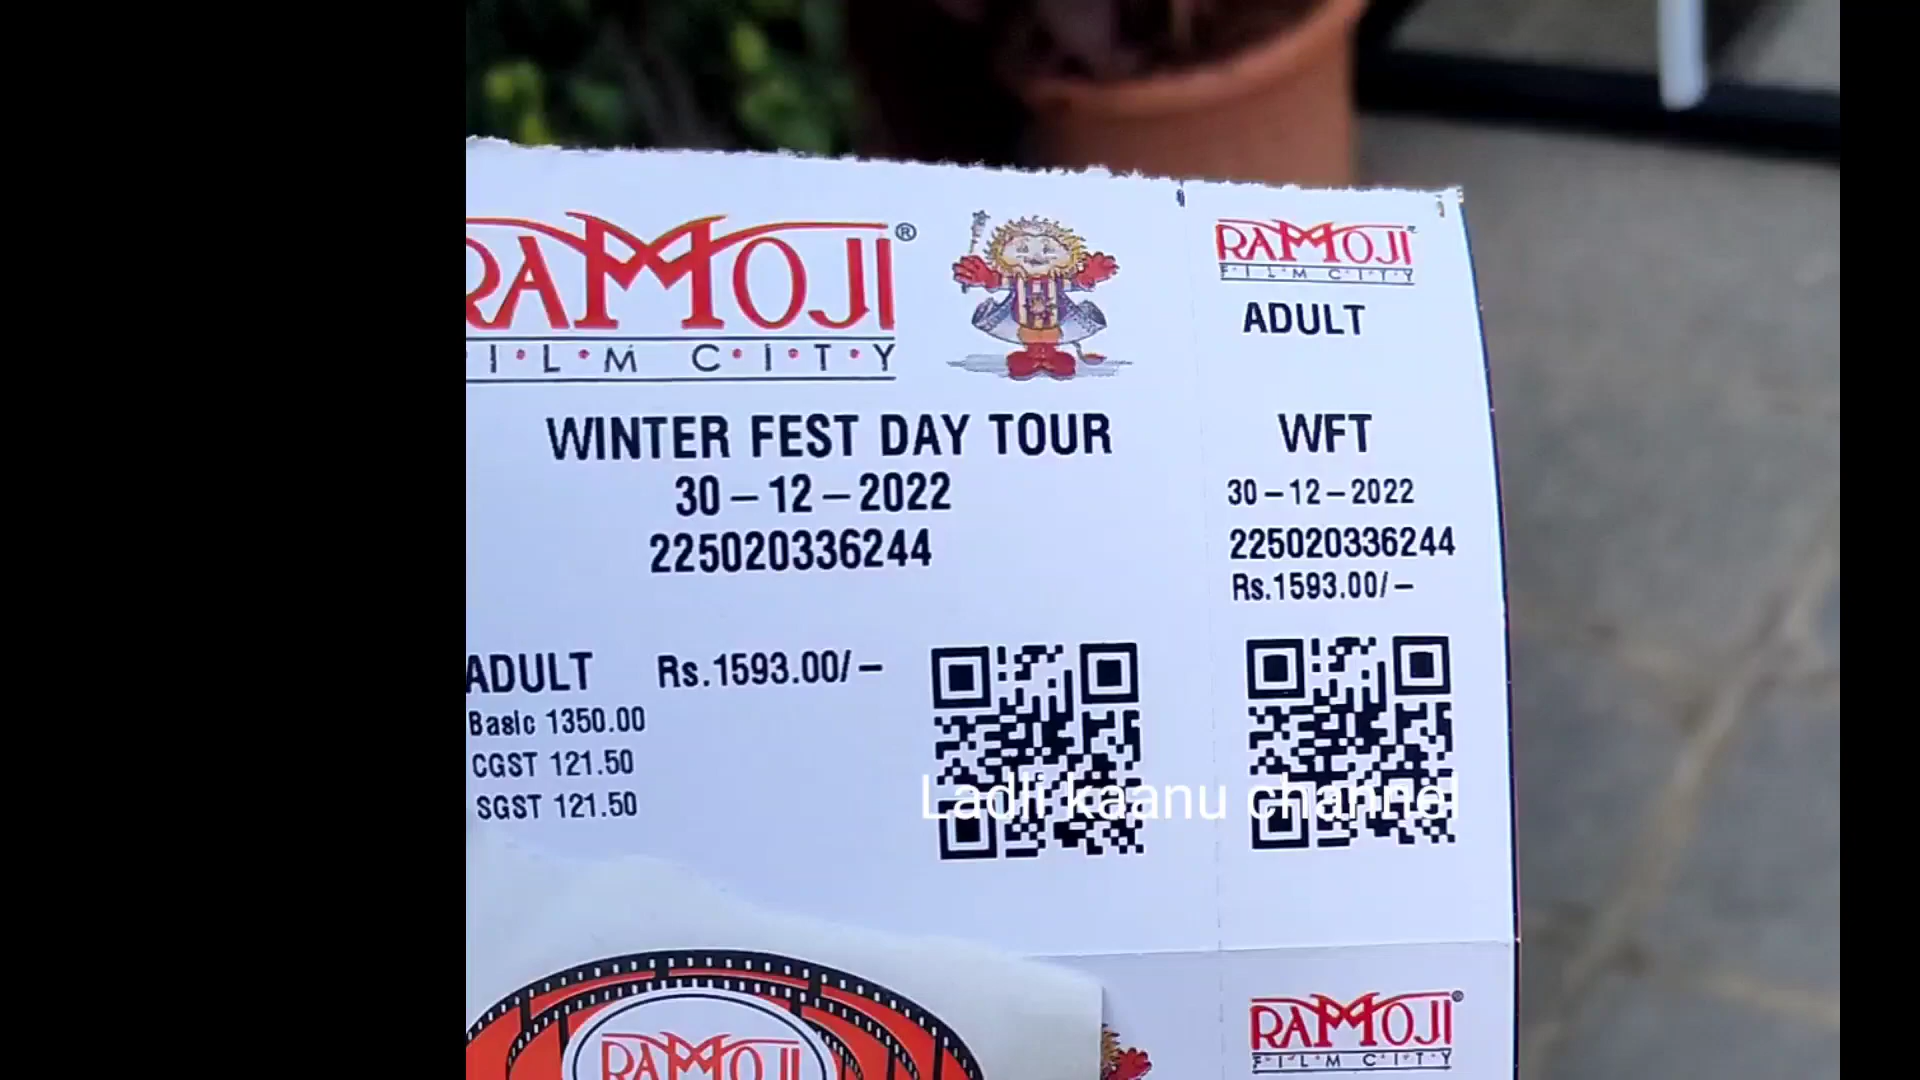 RAMOJI®
FILM CITY
WINTER FEST DAY TOUR
30-12-2022
225020336244
ADULT Rs.1593.00/-
Basic 1350.00
CGST 121.50
SGST 121.50
RAMOJI
FILM CITY
ADULT
WFT
30-12-2022
225020336244
Rs.1593.00/-
Ladli kaanu channel
RAMOJI
RAMOJI®
FILM CITY